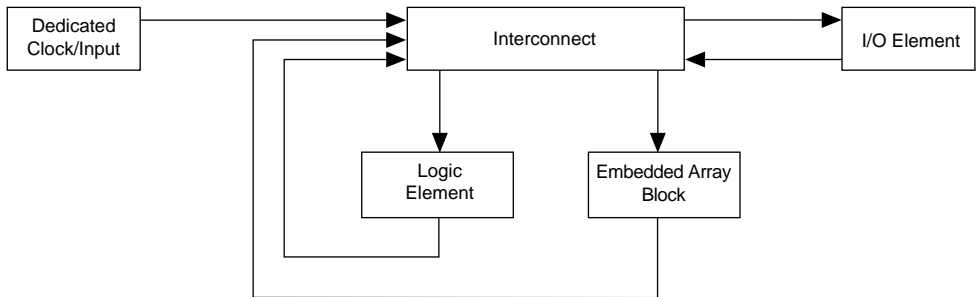 Dedicated
Clock/Input
Interconnect
I/O Element
Logic
Element
Embedded Array
Block